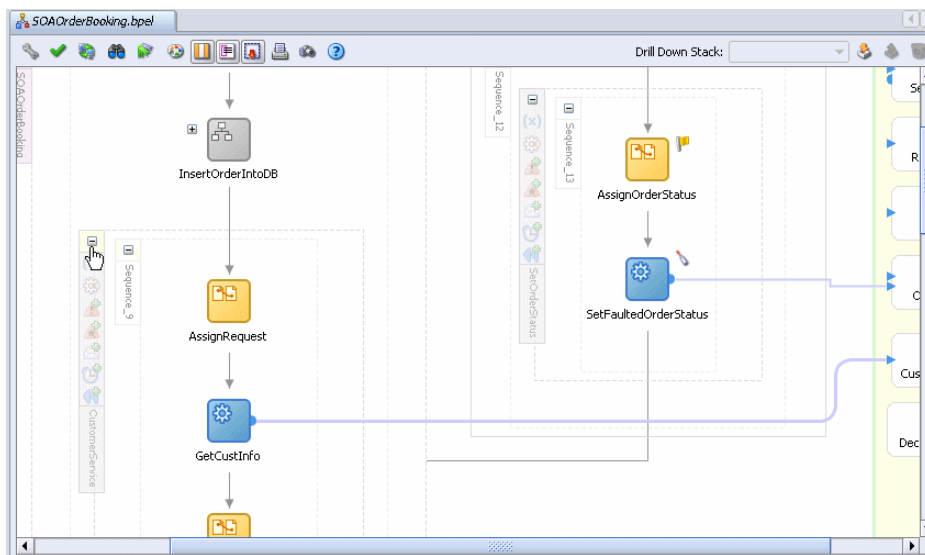 SOAOrderBooking.bpel
Drill Down Stack:
SOAOrderBooking
InsertOrderIntoDB
Sequence_9
AssignRequest
CustomerService
GetCustInfo
Sequence_12
Sequence_13
AssignOrderStatus
SetOrderStatus
SetFaultedOrderStatus
Se
R
O
Cus
Dec